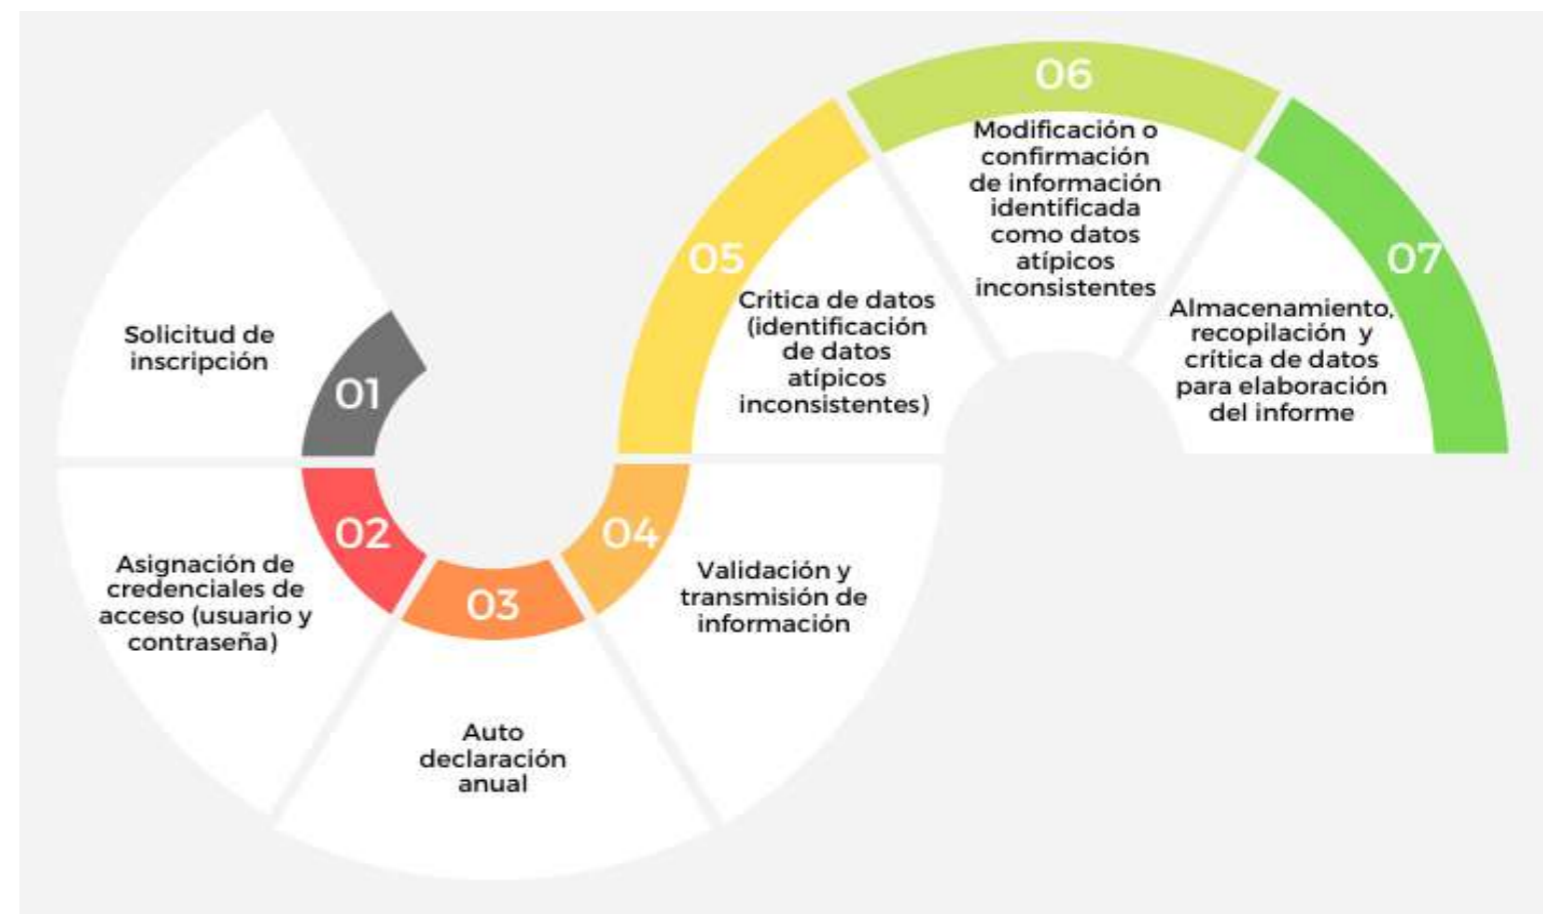 01
Solicitud de
inscripción
02
Asignación de
credenciales de
acceso (usuario y
contraseña)
03
Auto
declaración
anual
04
Validación y
transmisión de
información
05
Critica de datos
(identificación
de datos
atípicos
inconsistentes)
06
Modificación o
confirmación
de información
identificada
como datos
atípicos
inconsistentes
07
Almacenamiento,
recopilación y
crítica de datos
para elaboración
del informe